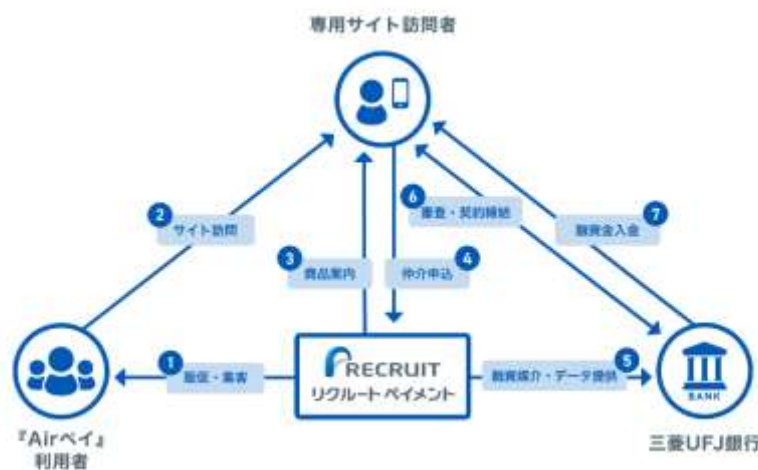 専用サイト訪問者
2
サイト訪問
6
審査・契約締結
7
融資金入金
3
商品案内
4
仲介申込
1
販促・集客
RECRUIT
リクルート ペイメント
5
融資媒介・データ提供
BANK
『Airペイ』
利用者
三菱UFJ銀行